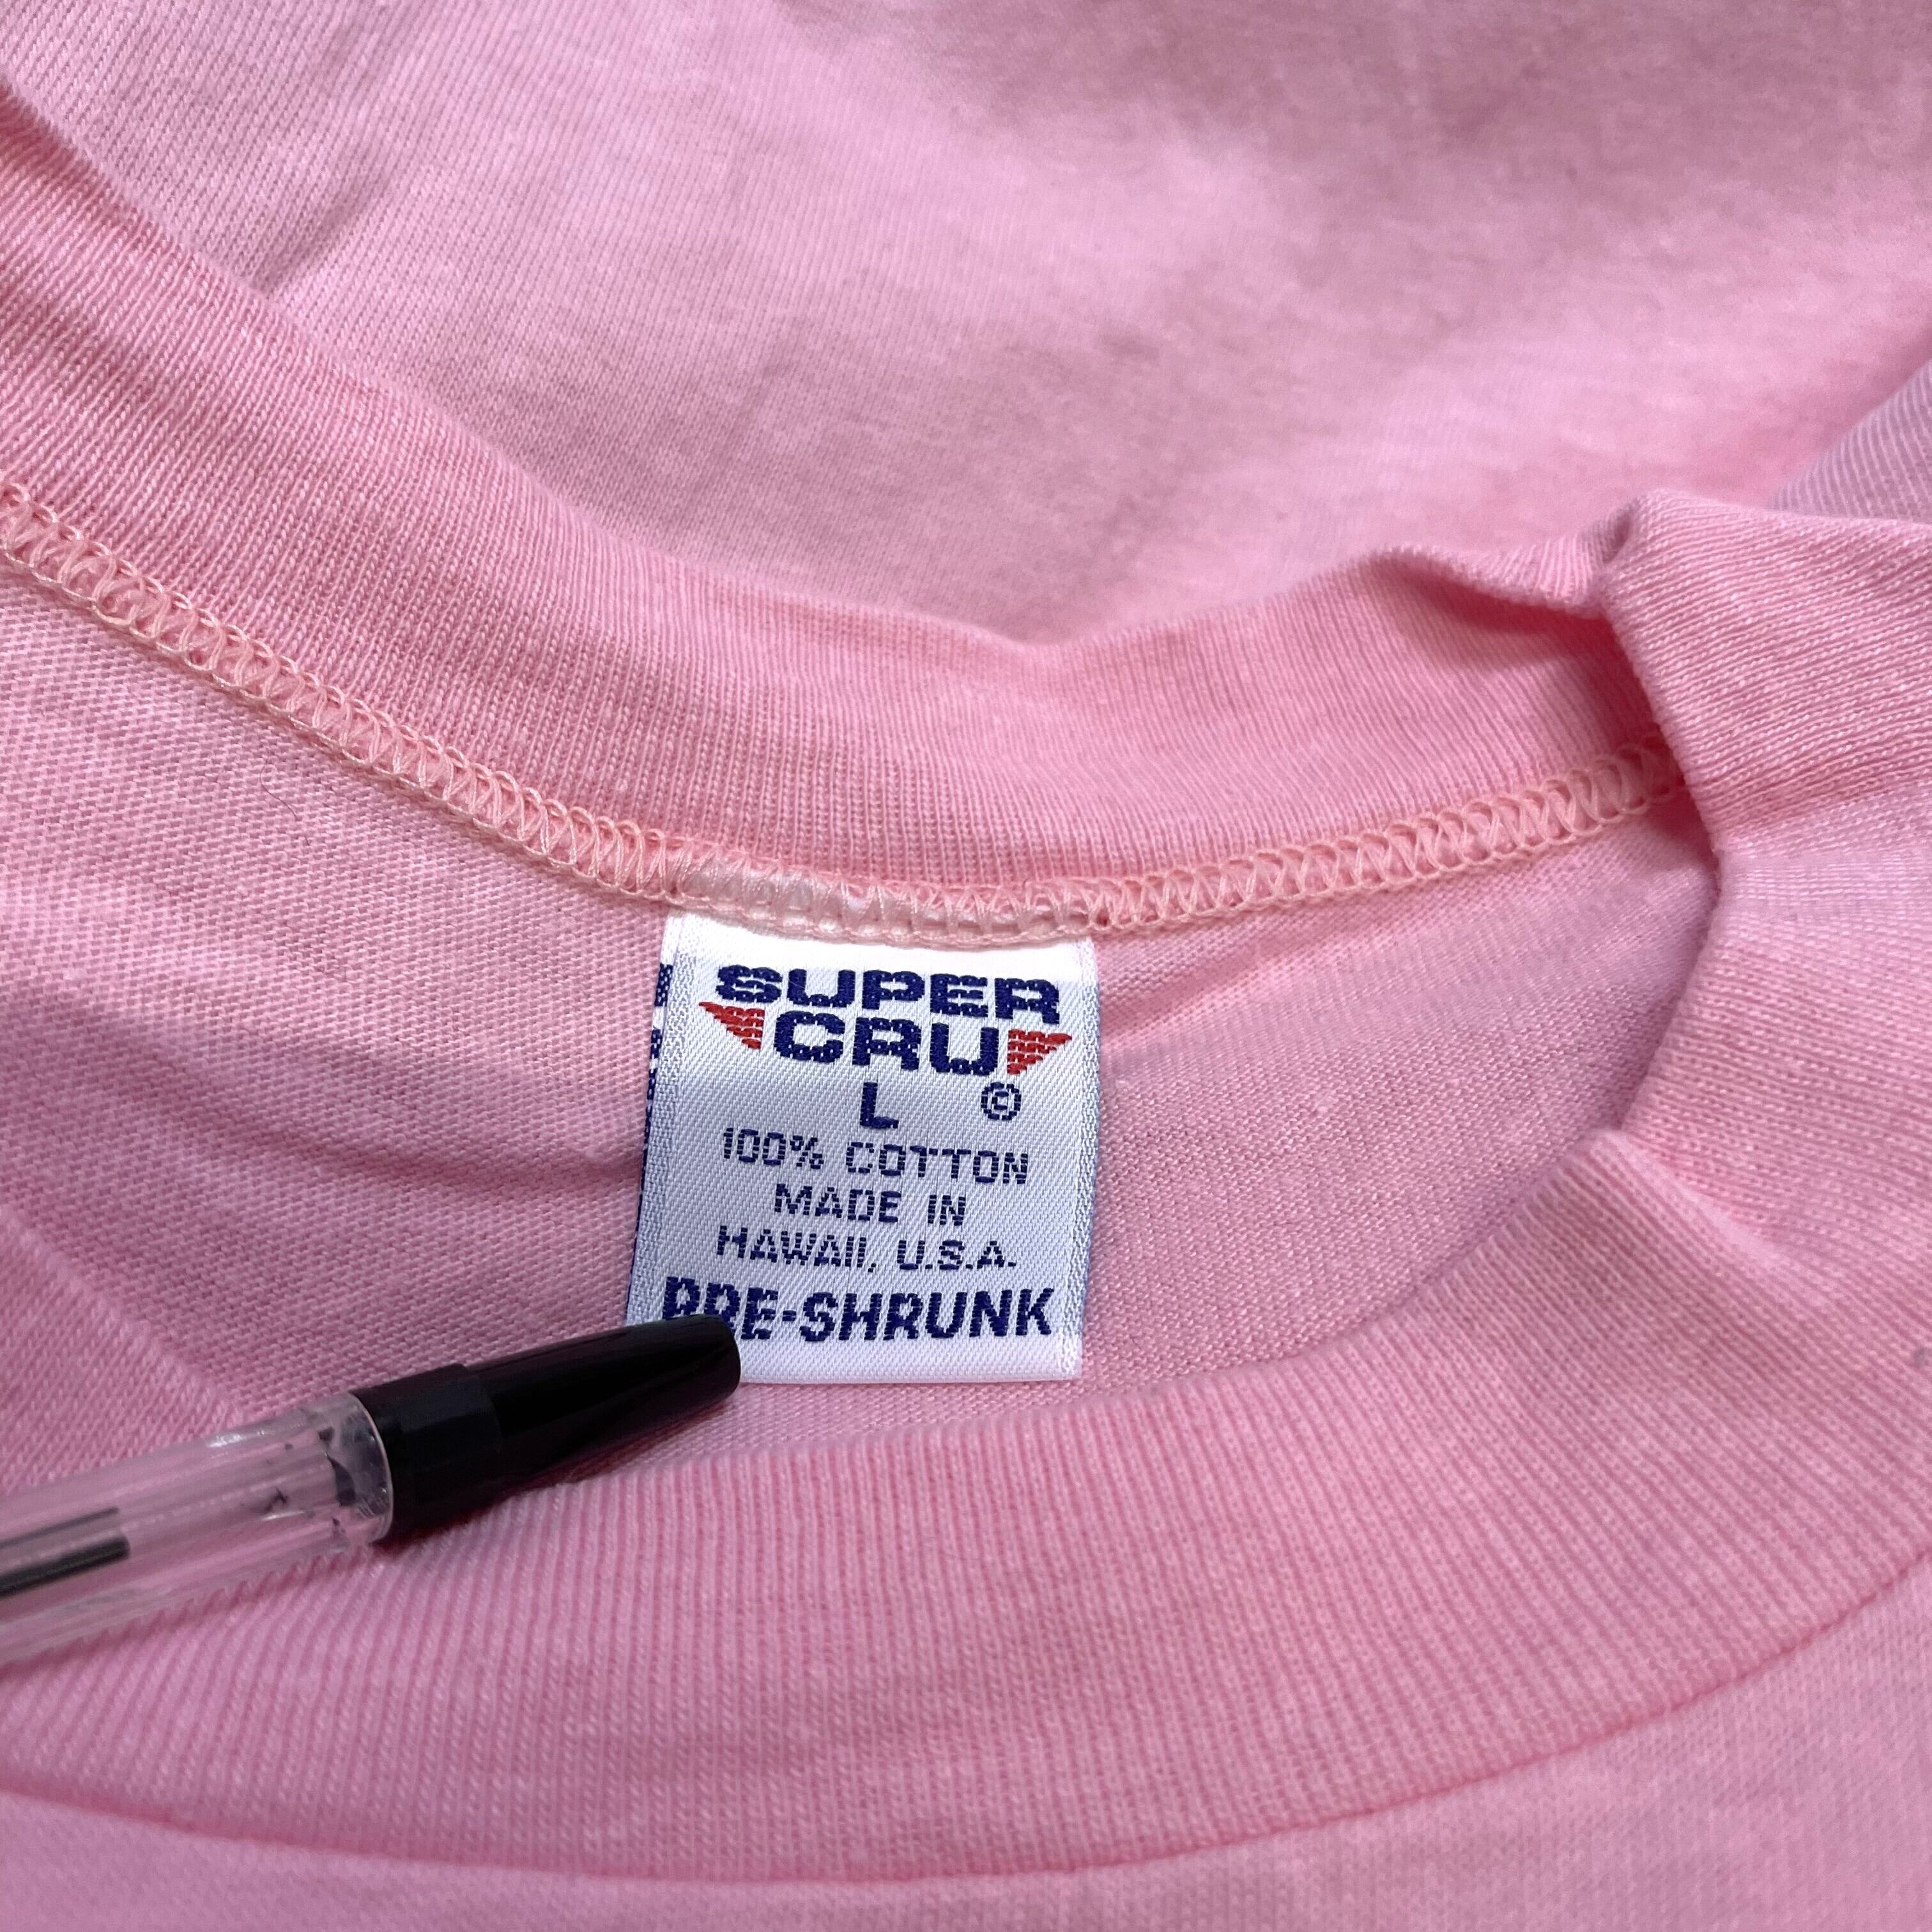 SUPER
CRU
L ©
100% COTTON
MADE IN
HAWAII, U.S.A.
PRE-SHRUNK